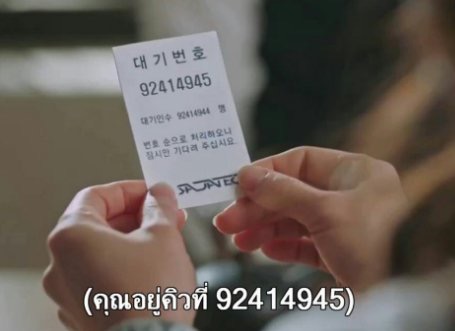 대기번호
92414945
대기인수 92414944 명
번호 순으로 처리하오니
잠시만 기다려 주십시오.
SAJATEC
(คุณอยู่คิวที่ 92414945)